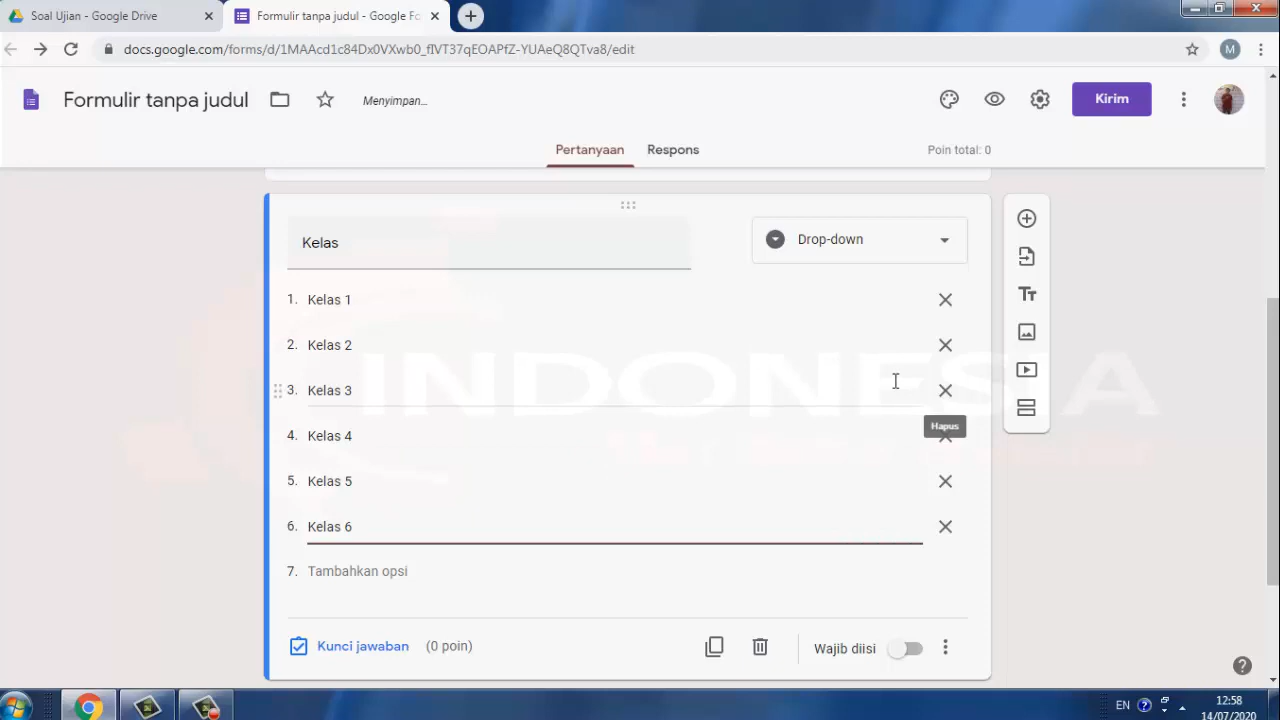 Soal Ujian - Google Drive
Formulir tanpa judul - Google Fo
docs.google.com/forms/d/1MAAcd1c84Dx0VXwb0_flVT37qEOAPfZ-YUAeQ8QTva8/edit
M
Formulir tanpa judul
Menyimpan...
Kirim
Pertanyaan
Respons
Poin total: 0
Kelas
Drop-down
1. Kelas 1
2. Kelas 2
3. Kelas 3
Hapus
4. Kelas 4
5. Kelas 5
6. Kelas 6
7. Tambahkan opsi
INDONESIA
Kunci jawaban (0 poin)
Wajib diisi
EN
12:58
14/07/2020